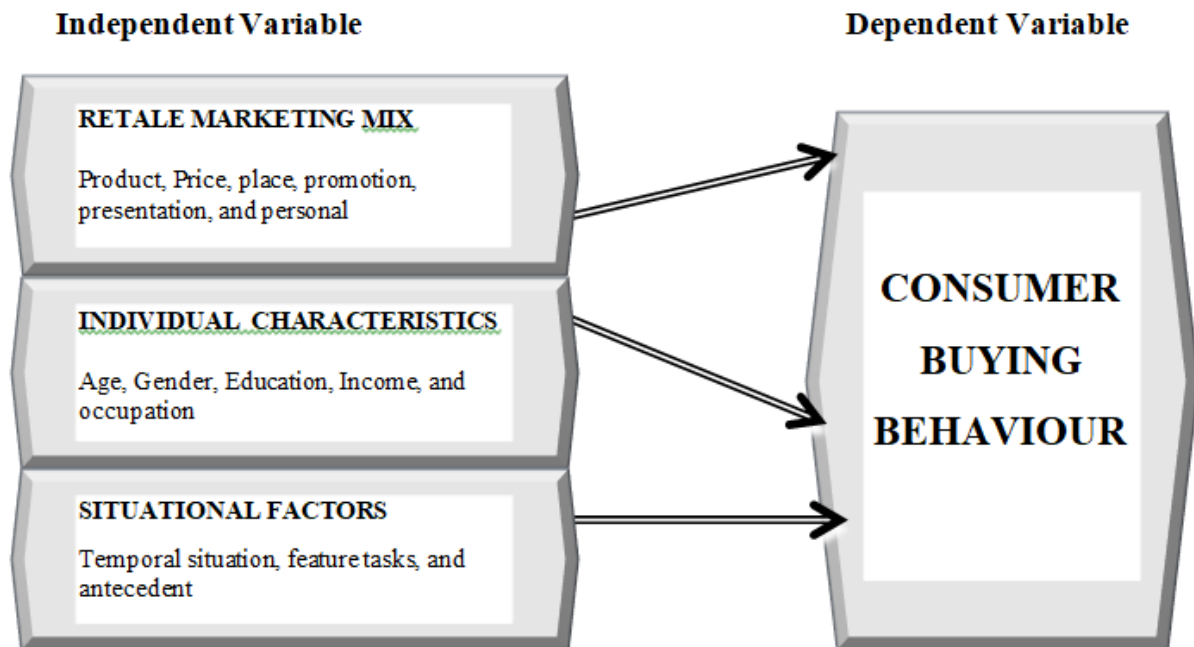 Independent Variable
Dependent Variable
RETALE MARKETING MIX
Product, Price, place, promotion,
presentation, and personal
INDIVIDUAL CHARACTERISTICS
Age, Gender, Education, Income, and
occupation
SITUATIONAL FACTORS
Temporal situation, feature tasks, and
antecedent
CONSUMER
BUYING
BEHAVIOUR